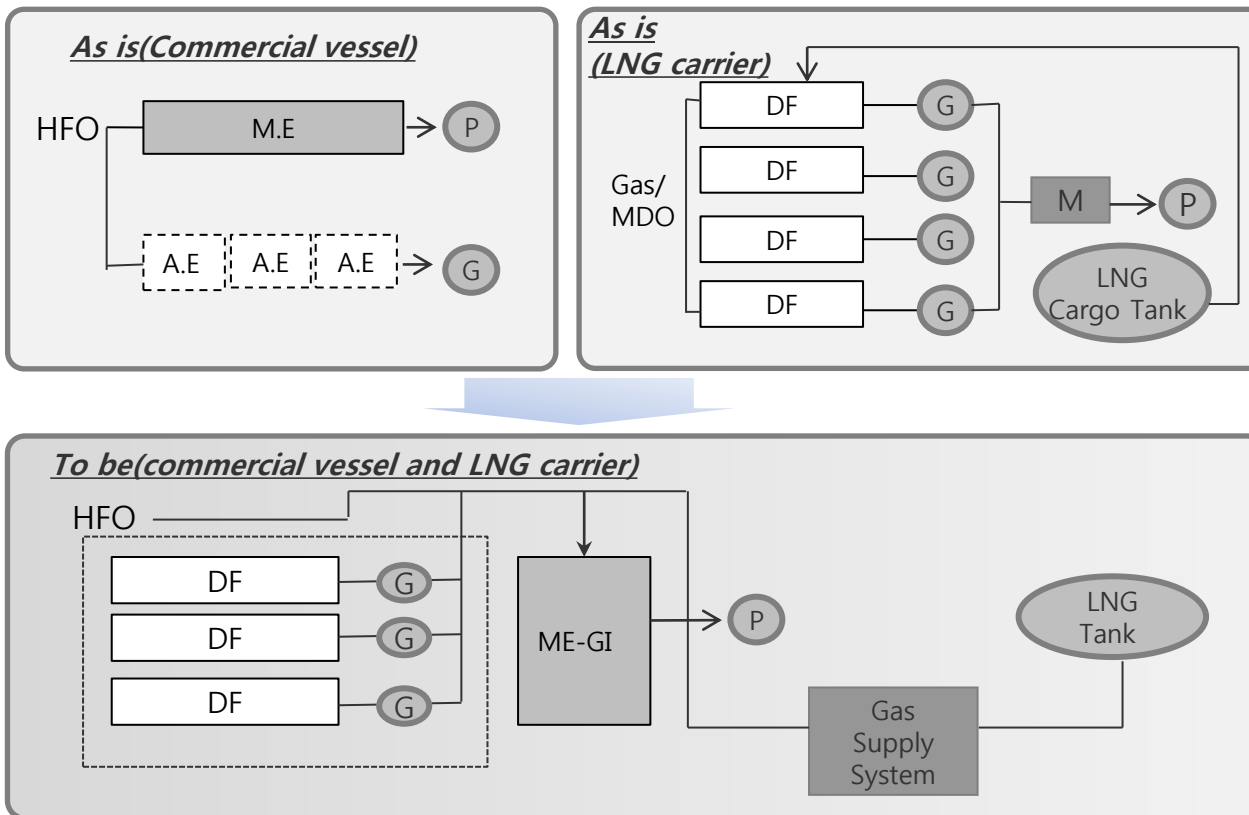 As is(Commercial vessel)
HFO
M.E
P
A.E
A.E
A.E
G
As is
(LNG carrier)
DF
G
Gas/
MDO
DF
G
DF
G
DF
G
M
P
LNG
Cargo Tank
To be(commercial vessel and LNG carrier)
HFO
DF
G
DF
G
DF
G
ME-GI
P
LNG
Tank
Gas
Supply
System